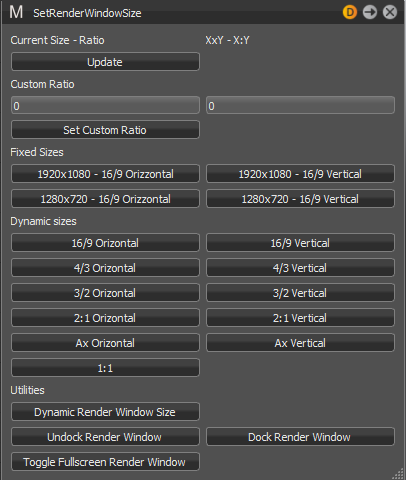 M SetRenderWindowSize D
Current Size - Ratio XxY - X:Y
Update
Custom Ratio
0 0
Set Custom Ratio
Fixed Sizes
1920x1080 - 16/9 Orizzontal 1920x1080 - 16/9 Vertical
1280x720 - 16/9 Orizzontal 1280x720 - 16/9 Vertical
Dynamic sizes
16/9 Orizontal 16/9 Vertical
4/3 Orizontal 4/3 Vertical
3/2 Orizontal 3/2 Vertical
2:1 Orizontal 2:1 Vertical
Ax Orizontal Ax Vertical
1:1
Utilities
Dynamic Render Window Size
Undock Render Window Dock Render Window
Toggle Fullscreen Render Window